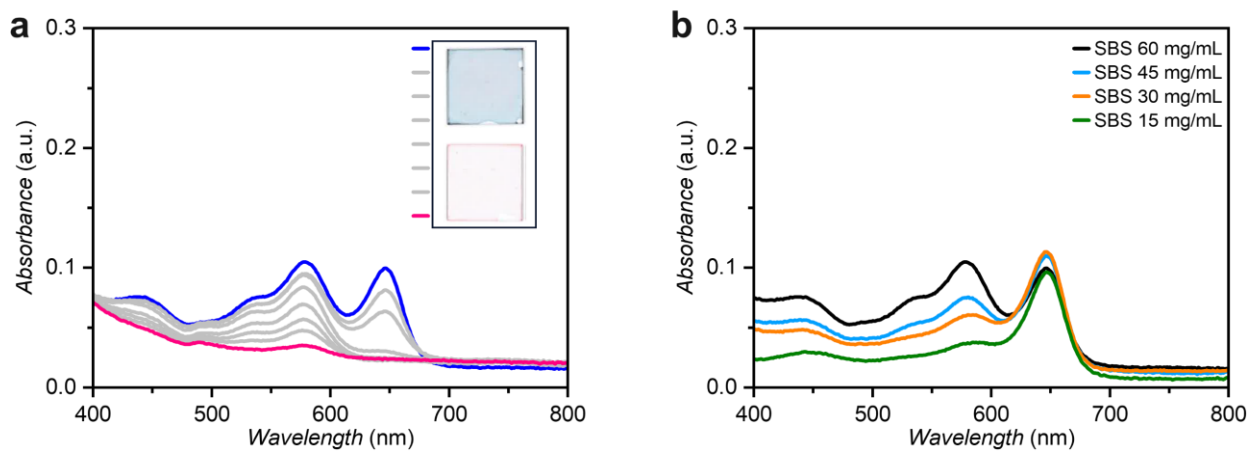 a
0.3
0.2
0.1
0.0
Absorbance (a.u.)
400 500 600 700 800
Wavelength (nm)
b
0.3
0.2
0.1
0.0
Absorbance (a.u.)
SBS 60 mg/mL
SBS 45 mg/mL
SBS 30 mg/mL
SBS 15 mg/mL
400 500 600 700 800
Wavelength (nm)